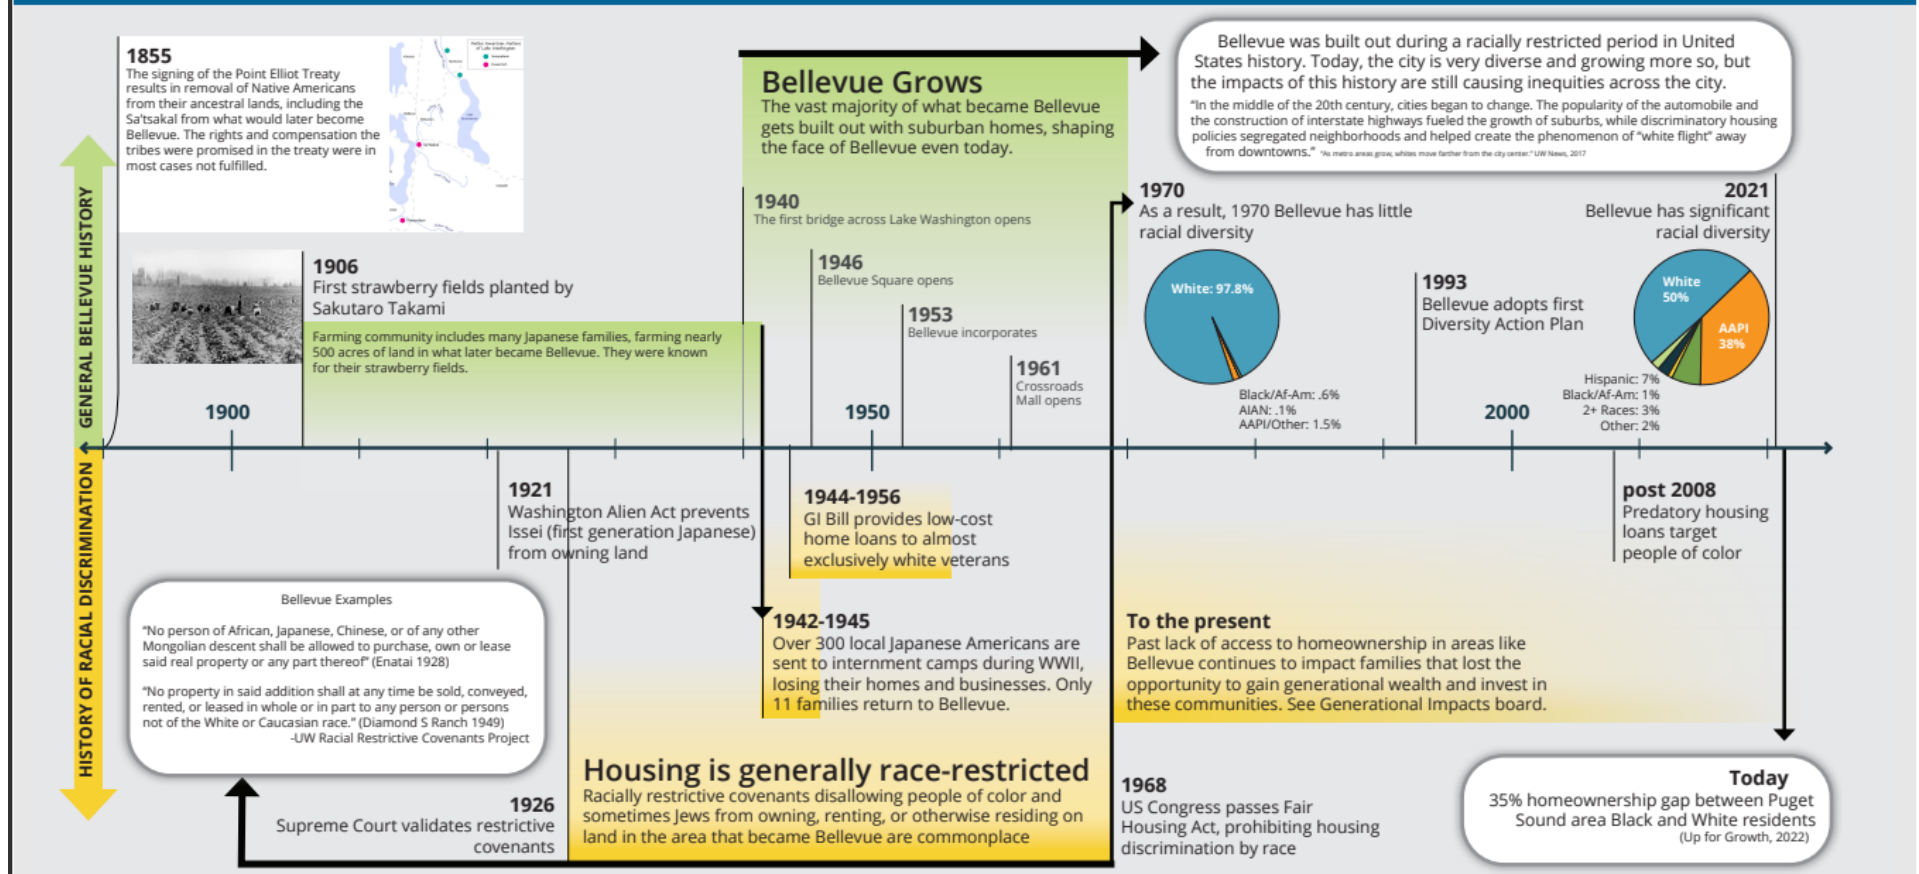 1855
The signing of the Point Elliot Treaty
results in removal of Native Americans
from their ancestral lands, including the
Sa'tsakal from what would later become
Bellevue. The rights and compensation the
tribes were promised in the treaty were in
most cases not fulfilled.
Bellevue Grows
The vast majority of what became Bellevue
gets built out with suburban homes, shaping
the face of Bellevue even today.
Bellevue was built out during a racially restricted period in United
States history. Today, the city is very diverse and growing more so, but
the impacts of this history are still causing inequities across the city.
"In the middle of the 20th century, cities began to change. The popularity of the automobile and
the construction of interstate highways fueled the growth of suburbs, while discriminatory housing
policies segregated neighborhoods and helped create the phenomenon of "white flight" away
from downtowns." "As metro areas grow, whites move farther from the city center." UW News, 2017
GENERAL BELLEVUE HISTORY
1906
First strawberry fields planted by
Sakutaro Takami
Farming community includes many Japanese families, farming nearly
500 acres of land in what later became Bellevue. They were known
for their strawberry fields.
1940
The first bridge across Lake Washington opens
1946
Bellevue Square opens
1953
Bellevue incorporates
1961
Crossroads
Mall opens
1970
As a result, 1970 Bellevue has little
racial diversity
White: 97.8%
Black/Af-Am: .6%
AIAN: .1%
AAPI/Other: 1.5%
1993
Bellevue adopts first
Diversity Action Plan
2021
Bellevue has significant
racial diversity
White
50%
AAPI
38%
Hispanic: 7%
Black/Af-Am: 1%
2+ Races: 3%
Other: 2%
1900
1950
2000
HISTORY OF RACIAL DISCRIMINATION
1921
Washington Alien Act prevents
Issei (first generation Japanese)
from owning land
1944-1956
GI Bill provides low-cost
home loans to almost
exclusively white veterans
post 2008
Predatory housing
loans target
people of color
Bellevue Examples
"No person of African, Japanese, Chinese, or of any other
Mongolian descent shall be allowed to purchase, own or lease
said real property or any part thereof" (Enatai 1928)
"No property in said addition shall at any time be sold, conveyed,
rented, or leased in whole or in part to any person or persons
not of the White or Caucasian race." (Diamond S Ranch 1949)
-UW Racial Restrictive Covenants Project
1942-1945
Over 300 local Japanese Americans are
sent to internment camps during WWII,
losing their homes and businesses. Only
11 families return to Bellevue.
To the present
Past lack of access to homeownership in areas like
Bellevue continues to impact families that lost the
opportunity to gain generational wealth and invest in
these communities. See Generational Impacts board.
1926
Supreme Court validates restrictive
covenants
Housing is generally race-restricted
Racially restrictive covenants disallowing people of color and
sometimes Jews from owning, renting, or otherwise residing on
land in the area that became Bellevue are commonplace
1968
US Congress passes Fair
Housing Act, prohibiting housing
discrimination by race
Today
35% homeownership gap between Puget
Sound area Black and White residents
(Up for Growth, 2022)